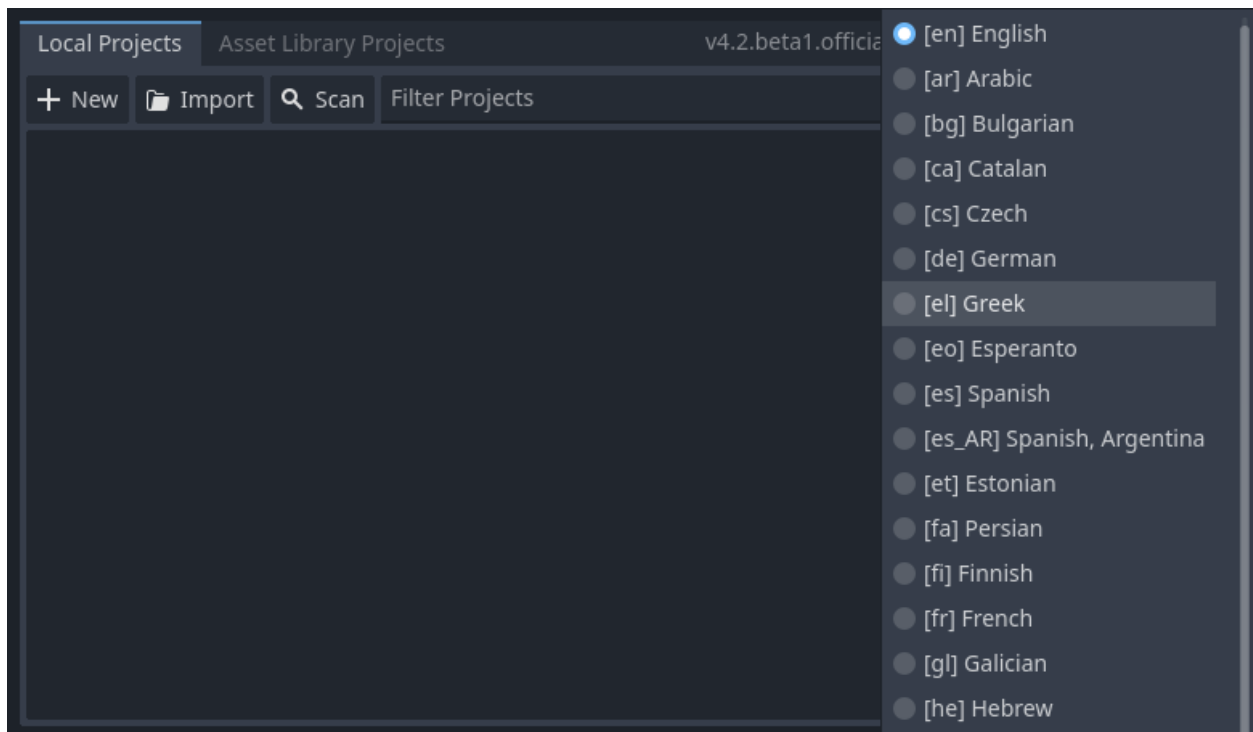 Local Projects
Asset Library Projects
v4.2.beta1.officia
New
Import
Scan
Filter Projects
[en] English
[ar] Arabic
[bg] Bulgarian
[ca] Catalan
[cs] Czech
[de] German
[el] Greek
[eo] Esperanto
[es] Spanish
[es_AR] Spanish, Argentina
[et] Estonian
[fa] Persian
[fi] Finnish
[fr] French
[gl] Galician
[he] Hebrew